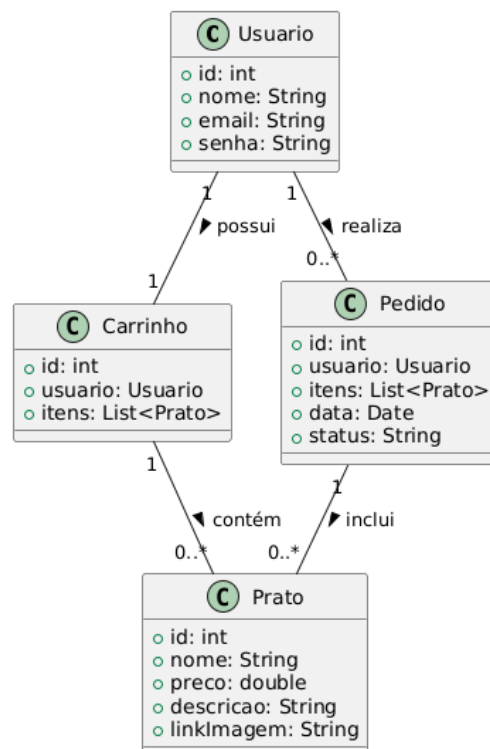 C Usuario
id: int
nome: String
email: String
senha: String
1
1
possui
realiza
1
0..*
C Carrinho
id: int
usuario: Usuario
itens: List<Prato>
C Pedido
id: int
usuario: Usuario
itens: List<Prato>
data: Date
status: String
1
1
contém
inclui
0..*
0..*
C Prato
id: int
nome: String
preco: double
descricao: String
linkImagem: String